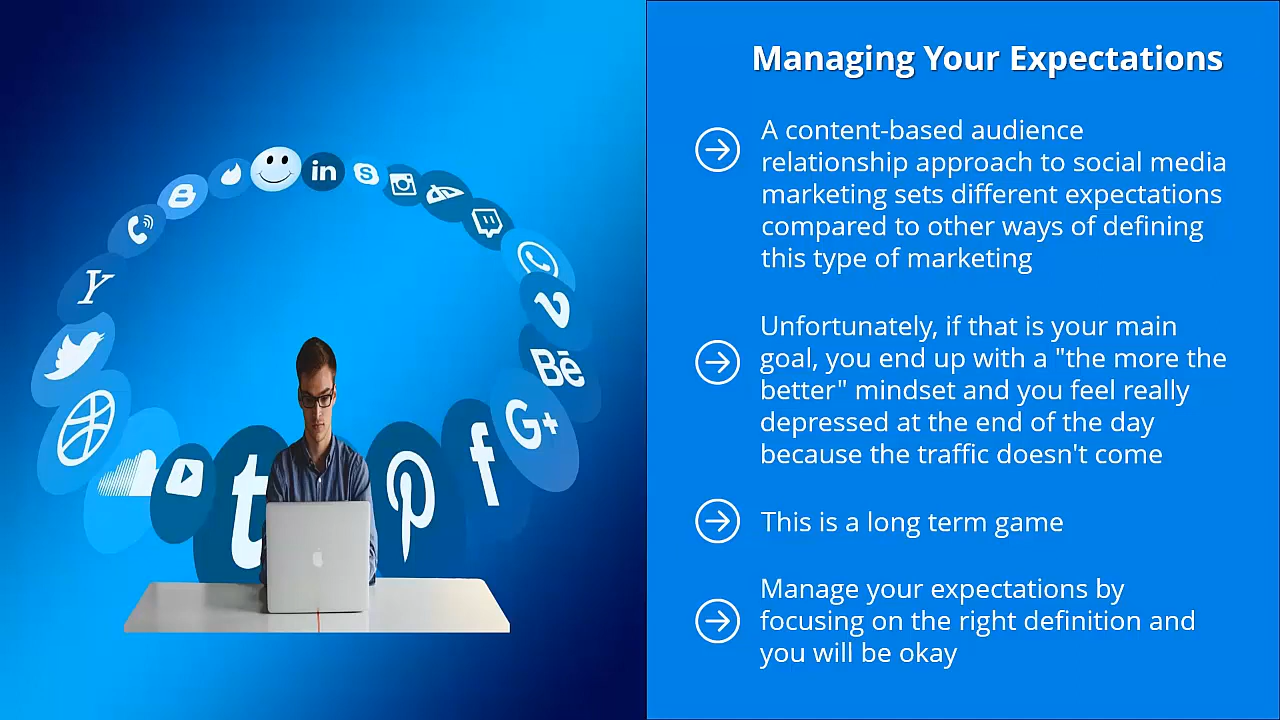 Managing Your Expectations
A content-based audience
relationship approach to social media
marketing sets different expectations
compared to other ways of defining
this type of marketing
Unfortunately, if that is your main
goal, you end up with a "the more the
better" mindset and you feel really
depressed at the end of the day
because the traffic doesn't come
This is a long term game
Manage your expectations by
focusing on the right definition and
you will be okay
in
Y
Bē
G+
t
f